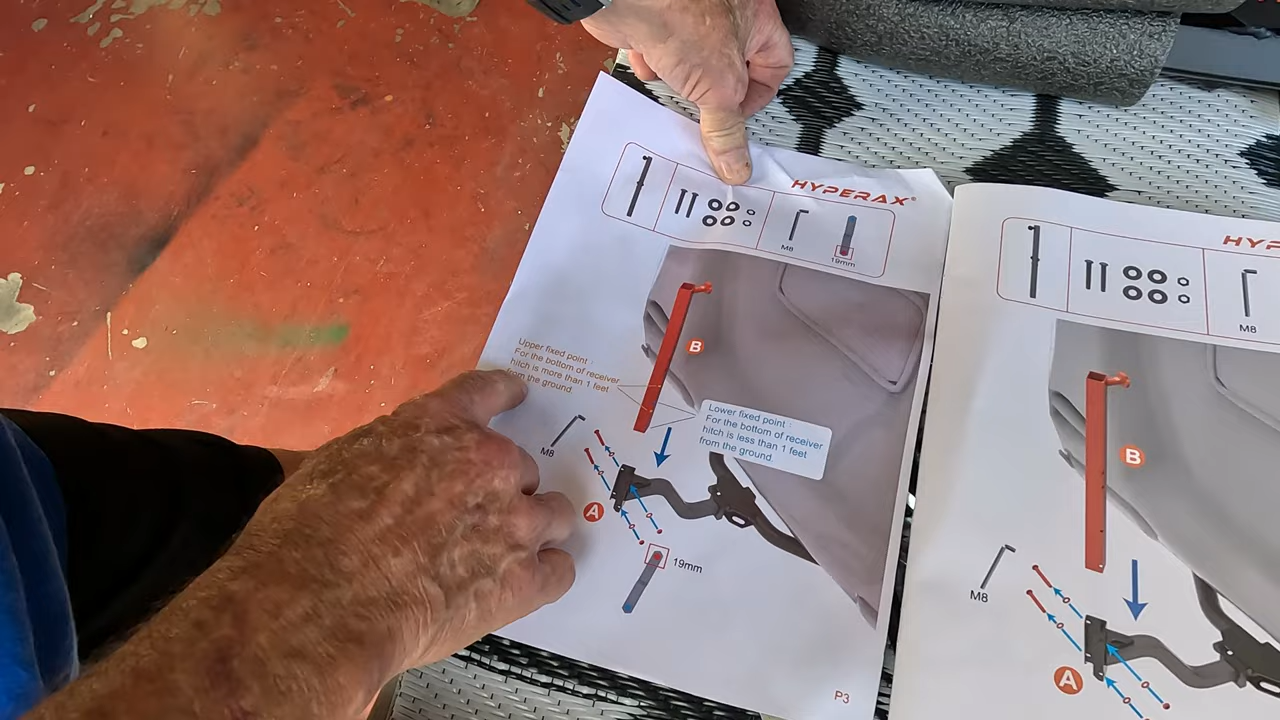 HYPERAX®
M8
19mm
B
Upper fixed point :
For the bottom of receiver
hitch is more than 1 feet
from the ground
Lower fixed point :
For the bottom of receiver
hitch is less than 1 feet
from the ground
M8
A
19mm
P3
HYP
M8
B
M8
A